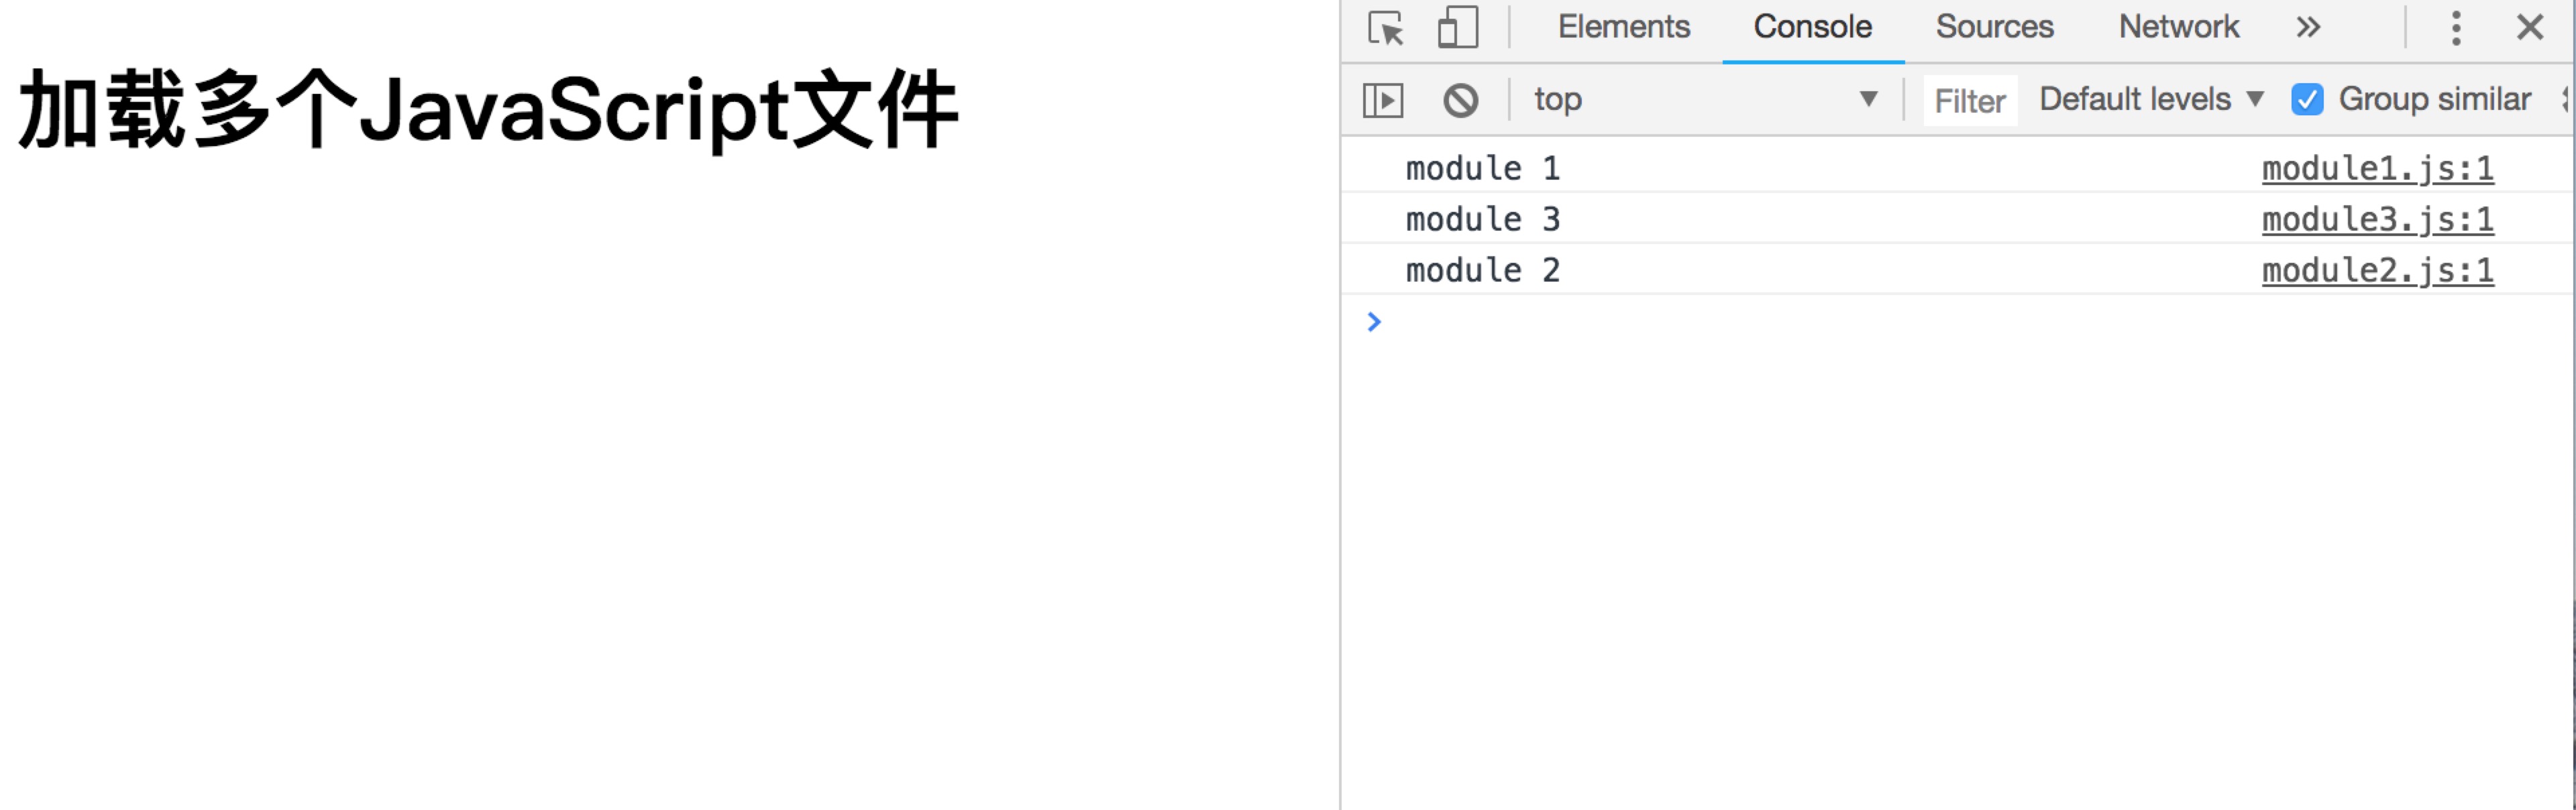 加载多个JavaScript文件
Elements Console Sources Network
top Filter Default levels Group similar
module 1 module1.js:1
module 3 module3.js:1
module 2 module2.js:1